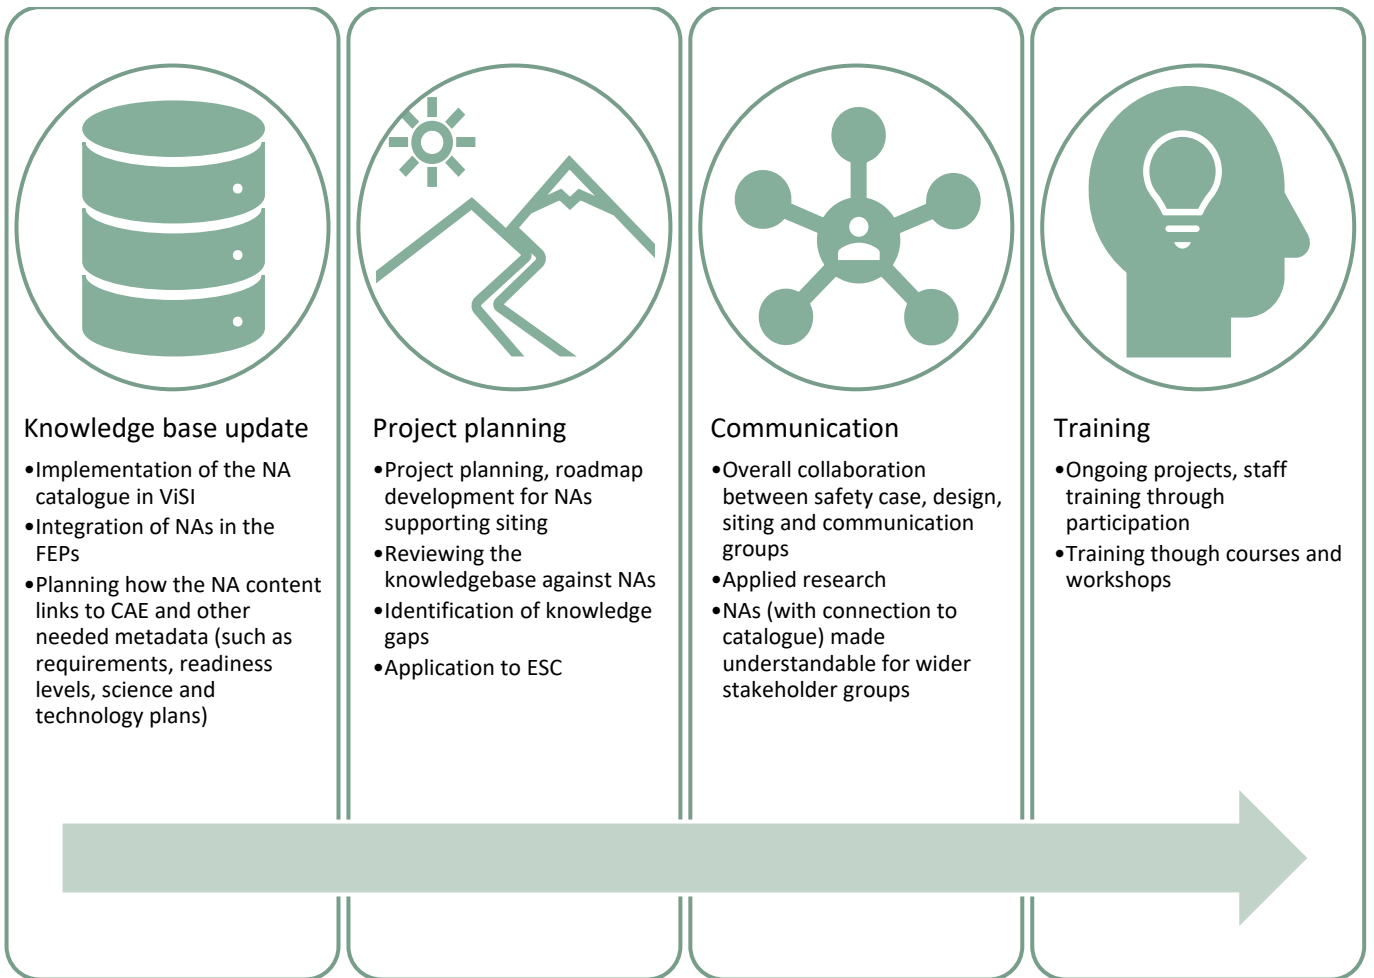 Knowledge base update
•Implementation of the NA
catalogue in ViSI
•Integration of NAs in the
FEPs
•Planning how the NA content
links to CAE and other
needed metadata (such as
requirements, readiness
levels, science and
technology plans)
Project planning
•Project planning, roadmap
development for NAs
supporting siting
•Reviewing the
knowledgebase against NAs
•Identification of knowledge
gaps
•Application to ESC
Communication
•Overall collaboration
between safety case, design,
siting and communication
groups
•Applied research
•NAs (with connection to
catalogue) made
understandable for wider
stakeholder groups
Training
•Ongoing projects, staff
training through
participation
•Training though courses and
workshops